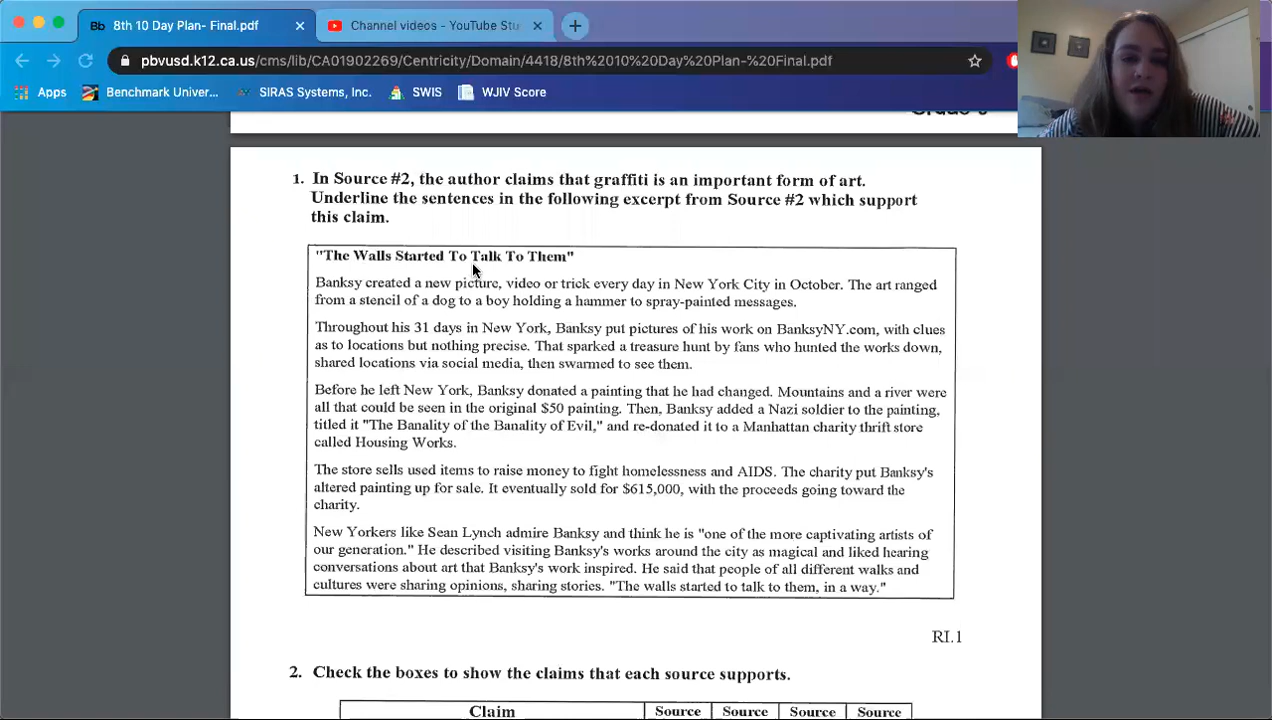 8th 10 Day Plan- Final.pdf
Channel videos - YouTube Stu
pbvusd.k12.ca.us/cms/lib/CA01902269/Centricity/Domain/4418/8th%2010%20Day%20Plan-%20Final.pdf
Apps Benchmark Univer... SIRAS Systems, Inc. SWIS WJIV Score
1. In Source #2, the author claims that graffiti is an important form of art.
Underline the sentences in the following excerpt from Source #2 which support
this claim.
"The Walls Started To Talk To Them"
Banksy created a new picture, video or trick every day in New York City in October. The art ranged
from a stencil of a dog to a boy holding a hammer to spray-painted messages.
Throughout his 31 days in New York, Banksy put pictures of his work on BanksyNY.com, with clues
as to locations but nothing precise. That sparked a treasure hunt by fans who hunted the works down,
shared locations via social media, then swarmed to see them.
Before he left New York, Banksy donated a painting that he had changed. Mountains and a river were
all that could be seen in the original $50 painting. Then, Banksy added a Nazi soldier to the painting,
titled it "The Banality of the Banality of Evil," and re-donated it to a Manhattan charity thrift store
called Housing Works.
The store sells used items to raise money to fight homelessness and AIDS. The charity put Banksy's
altered painting up for sale. It eventually sold for $615,000, with the proceeds going toward the
charity.
New Yorkers like Sean Lynch admire Banksy and think he is "one of the more captivating artists of
our generation." He described visiting Banksy's works around the city as magical and liked hearing
conversations about art that Banksy's work inspired. He said that people of all different walks and
cultures were sharing opinions, sharing stories. "The walls started to talk to them, in a way."
RI.1
2. Check the boxes to show the claims that each source supports.
Claim Source Source Source Source